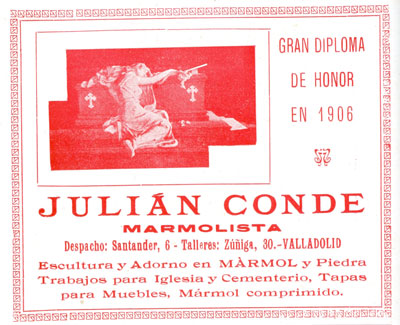 GRAN DIPLOMA
DE HONOR
EN 1906
JULIÁN CONDE
MARMOLISTA
Despacho: Santander, 6 - Talleres: Zúñiga, 30.-VALLADOLID
Escultura y Adorno en MÀRMOL y Piedra
Trabajos para Iglesia y Cementerio, Tapas
para Muebles, Mármol comprimido.